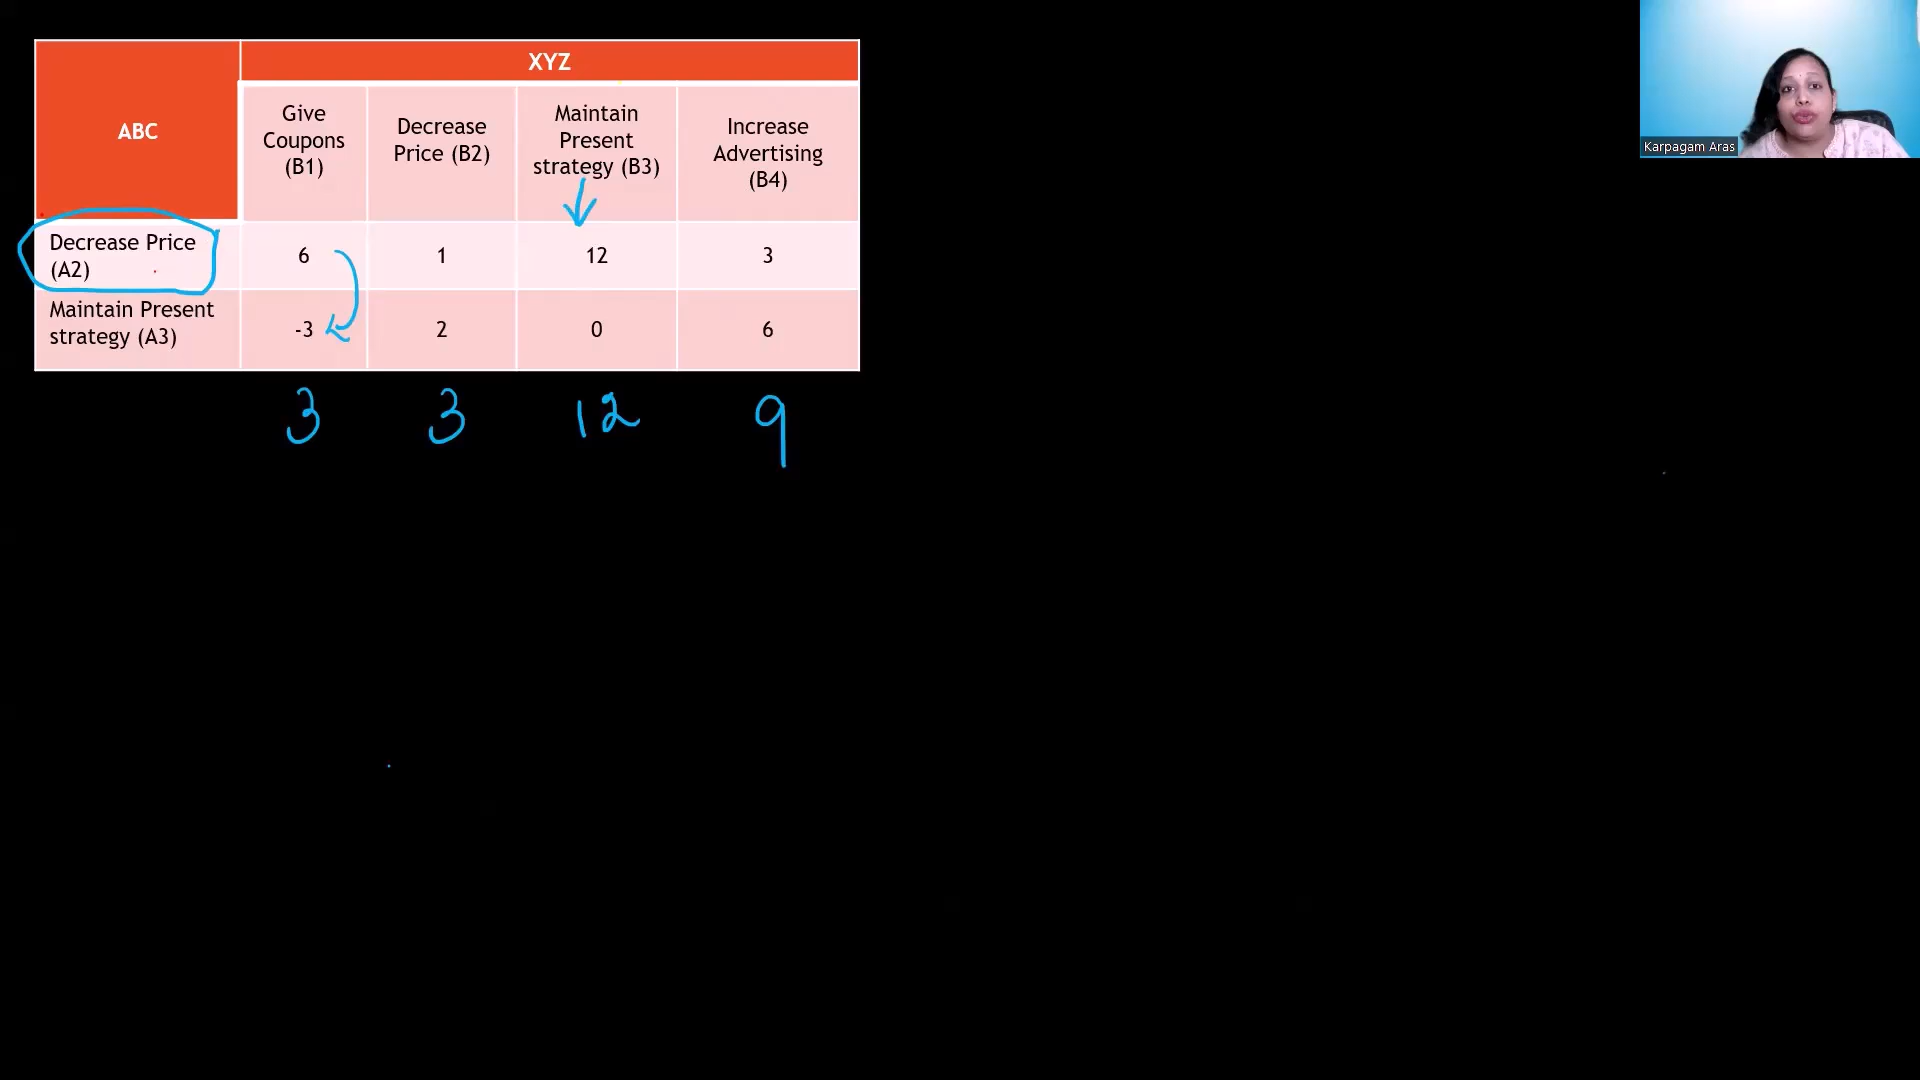 XYZ
ABC
Give
Coupons
(B1)
Decrease
Price (B2)
Maintain
Present
strategy (B3)
Increase
Advertising
(B4)
Decrease Price
(A2)
6
1
12
3
Maintain Present
strategy (A3)
-3
2
0
6
3
3
12
9
Karpagam Aras